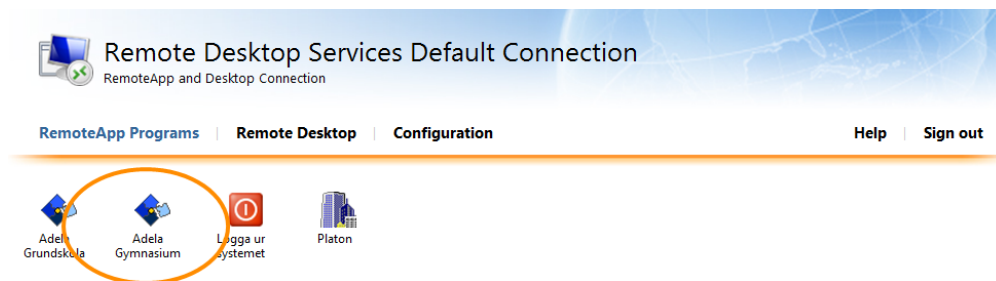 Remote Desktop Services Default Connection
RemoteApp and Desktop Connection
RemoteApp Programs | Remote Desktop | Configuration Help | Sign out
Adela Adela Logga ur Platon
Grundskola Gymnasium systemet